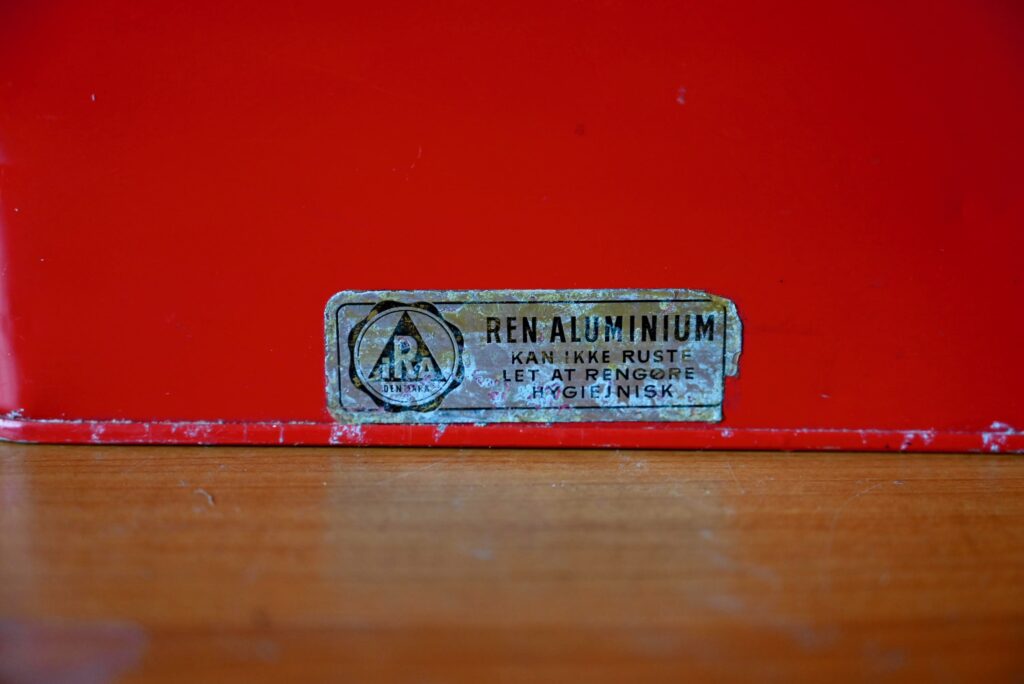 IRA
DENMARK
REN ALUMINIUM
KAN IKKE RUSTE
LET AT RENGØRE
HYGIEJNISK